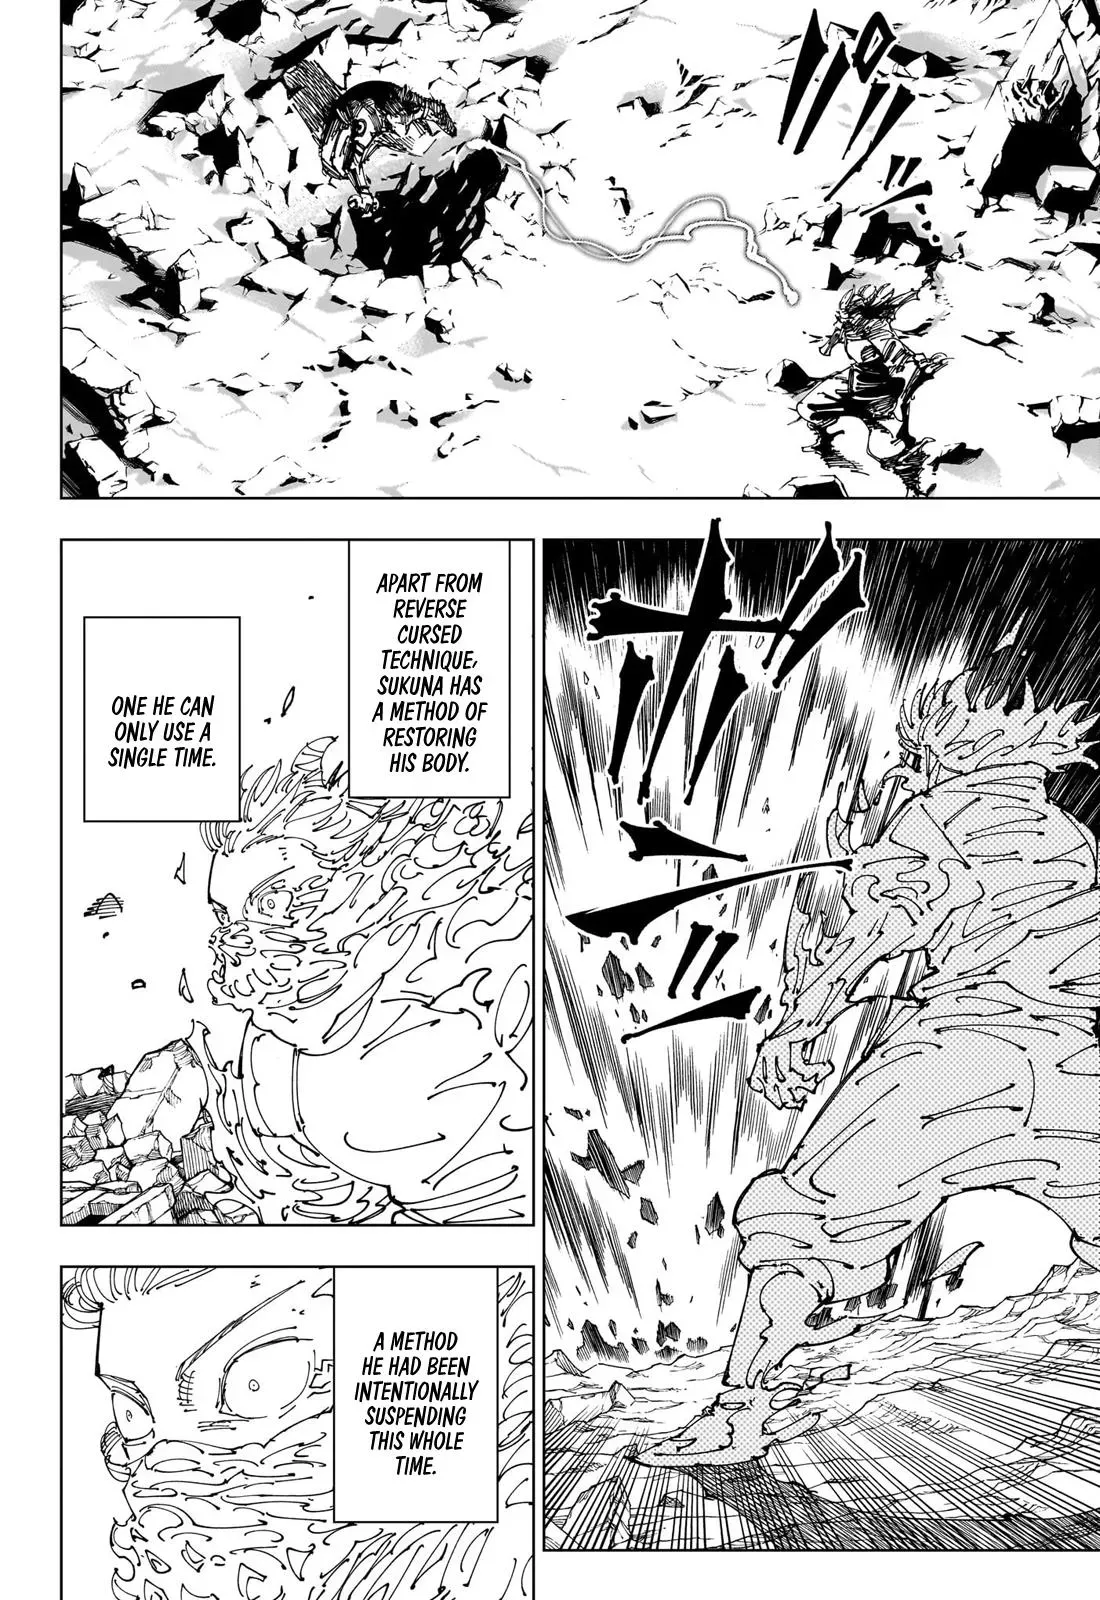 APART FROM
REVERSE
CURSED
TECHNIQUE,
SUKUNA HAS
A METHOD OF
RESTORING
HIS BODY.
ONE HE CAN
ONLY USE A
SINGLE TIME.
A METHOD
HE HAD BEEN
INTENTIONALLY
SUSPENDING
THIS WHOLE
TIME.